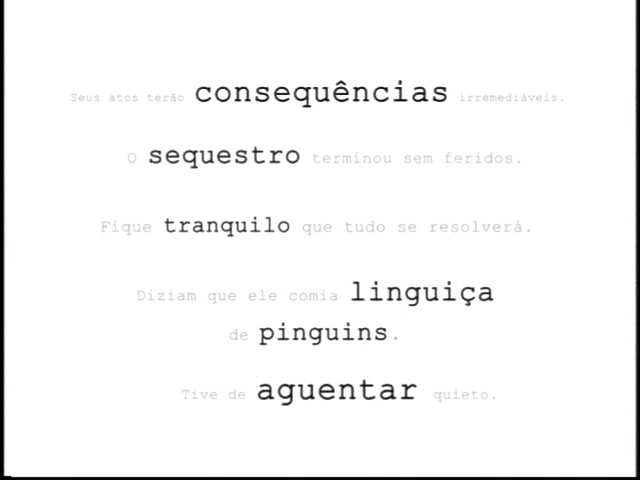 Seus atos terão consequências irremediáveis.
O sequestro terminou sem feridos.
Fique tranquilo que tudo se resolverá.
Diziam que ele comia linguiça
de pinguins.
Tive de aguentar quieto.